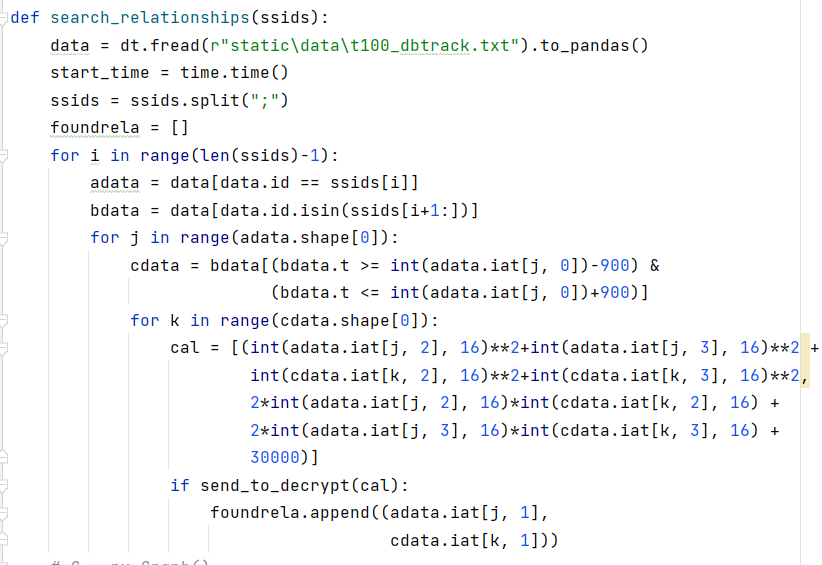 def search_relationships(ssids):
    data = dt.fread(r"static\data\t100_dbtrack.txt").to_pandas()
    start_time = time.time()
    ssids = ssids.split(";")
    foundrela = []
    for i in range(len(ssids)-1):
        adata = data[data.id == ssids[i]]
        bdata = data[data.id.isin(ssids[i+1:])]
        for j in range(adata.shape[0]):
            cdata = bdata[(bdata.t >= int(adata.iat[j, 0])-900) &
                          (bdata.t <= int(adata.iat[j, 0])+900)]
            for k in range(cdata.shape[0]):
                cal = [(int(adata.iat[j, 2], 16)**2+int(adata.iat[j, 3], 16)**2 +
                        int(cdata.iat[k, 2], 16)**2+int(cdata.iat[k, 3], 16)**2,
                        2*int(adata.iat[j, 2], 16)*int(cdata.iat[k, 2], 16) +
                        2*int(adata.iat[j, 3], 16)*int(cdata.iat[k, 3], 16) +
                        30000)]
                if send_to_decrypt(cal):
                    foundrela.append((adata.iat[j, 1],
                                      cdata.iat[k, 1]))